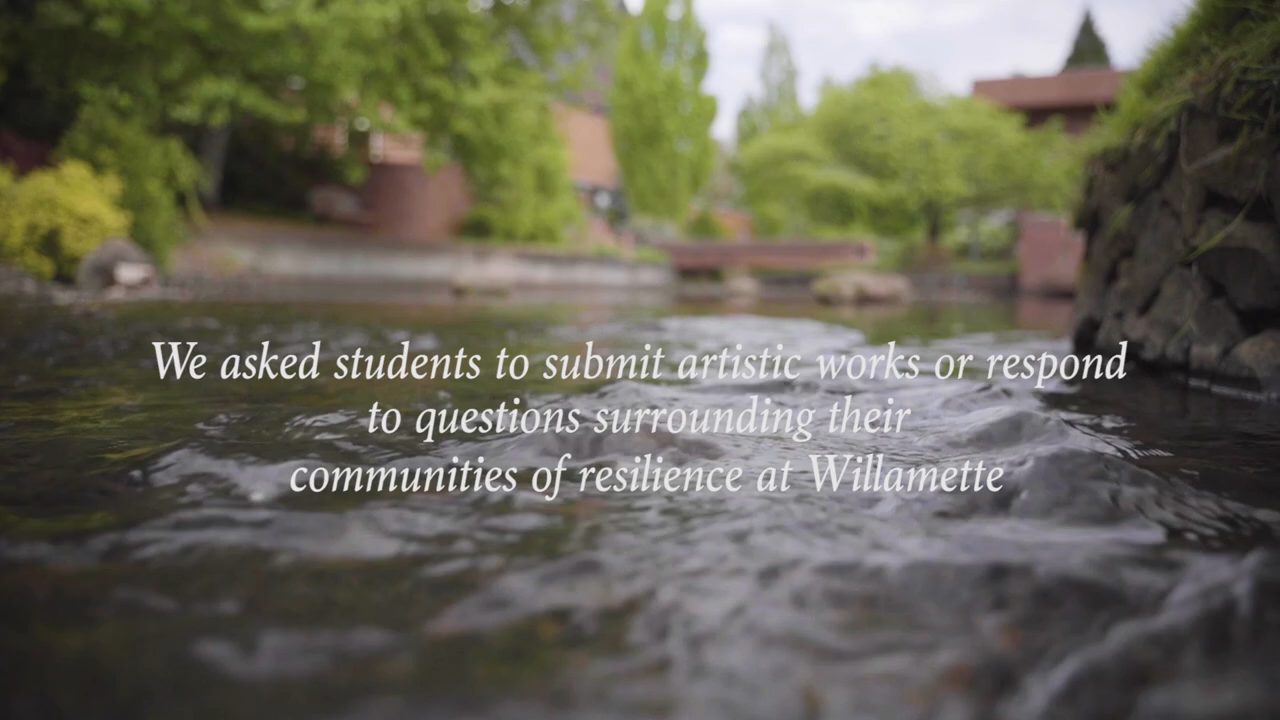 We asked students to submit artistic works or respond
to questions surrounding their
communities of resilience at Willamette